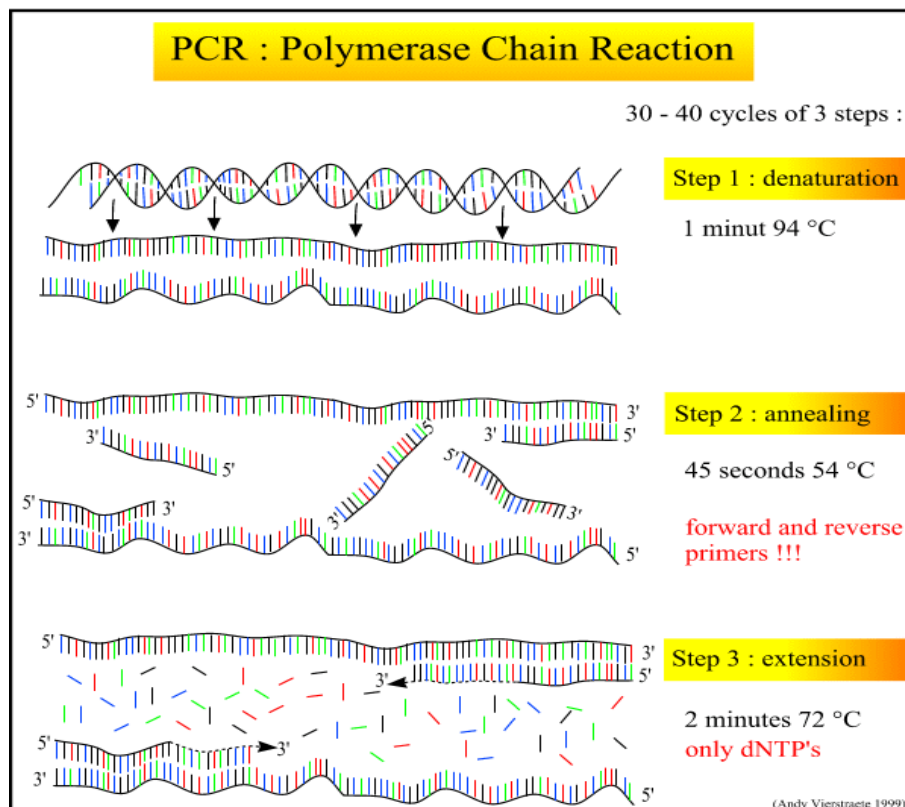 PCR : Polymerase Chain Reaction
30 - 40 cycles of 3 steps :
Step 1 : denaturation
1 minut 94 °C
5'
3'
Step 2 : annealing
3'
5'
5'
3'
5'
45 seconds 54 °C
5'
3'
3'
3'
3'
5'
forward and reverse
primers !!!
5'
3'
Step 3 : extension
3'
5'
2 minutes 72 °C
only dNTP's
5'
3'
3'
5'
(Andy Vierstraete 1999)